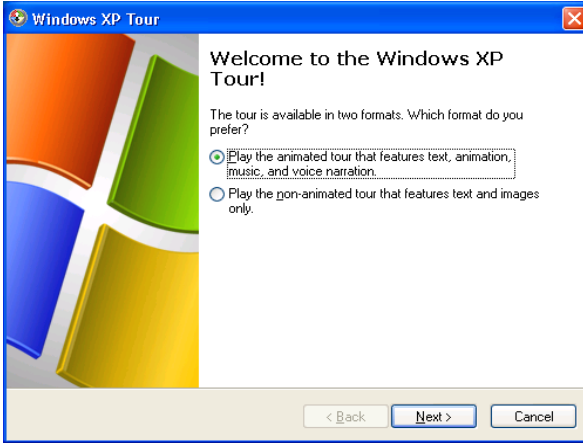 Windows XP Tour
Welcome to the Windows XP
Tour!
The tour is available in two formats. Which format do you
prefer?
Play the animated tour that features text, animation,
music, and voice narration.
Play the non-animated tour that features text and images
only.
< Back Next > Cancel